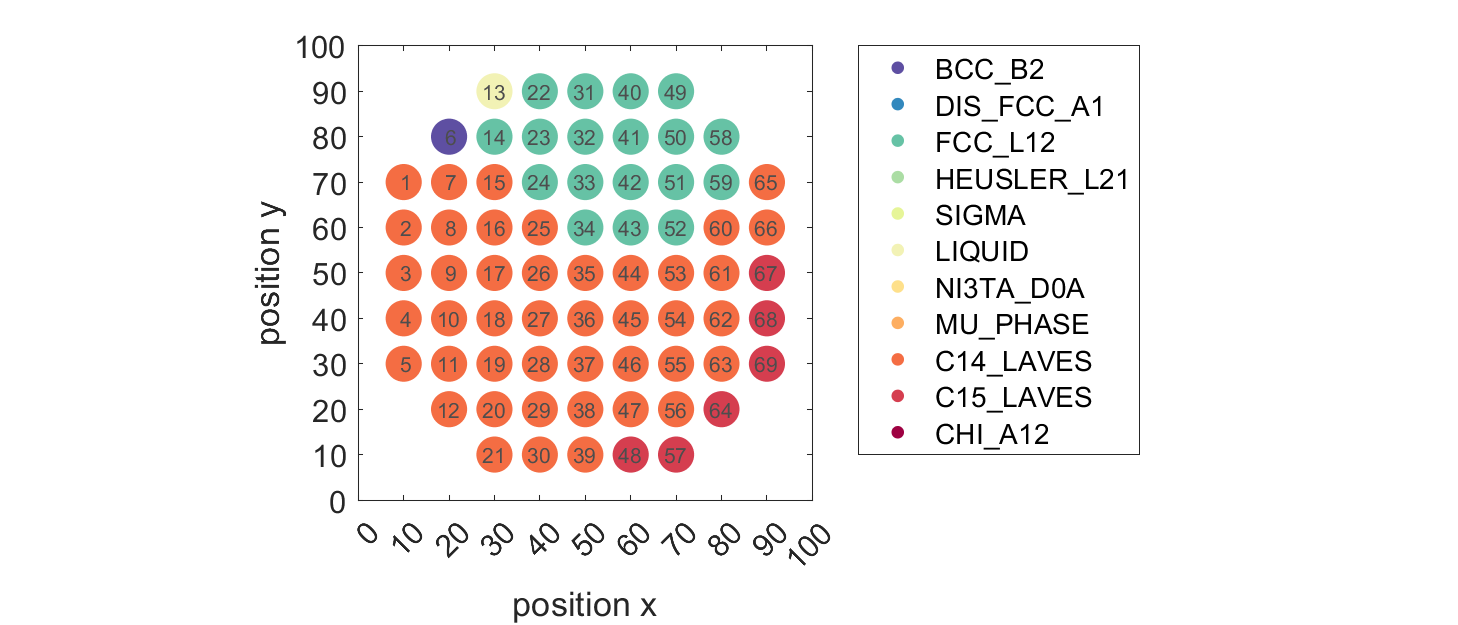 100
90
80
70
60
50
40
30
20
10
0
position y
13 22 31 40 49
6 14 23 32 41 50 58
1 7 15 24 33 42 51 59 65
2 8 16 25 34 43 52 60 66
3 9 17 26 35 44 53 61 67
4 10 18 27 36 45 54 62 68
5 11 19 28 37 46 55 63 69
12 20 29 38 47 56 64
21 30 39 48 57
0 10 20 30 40 50 60 70 80 90 100
position x
BCC_B2
DIS_FCC_A1
FCC_L12
HEUSLER_L21
SIGMA
LIQUID
NI3TA_D0A
MU_PHASE
C14_LAVES
C15_LAVES
CHI_A12